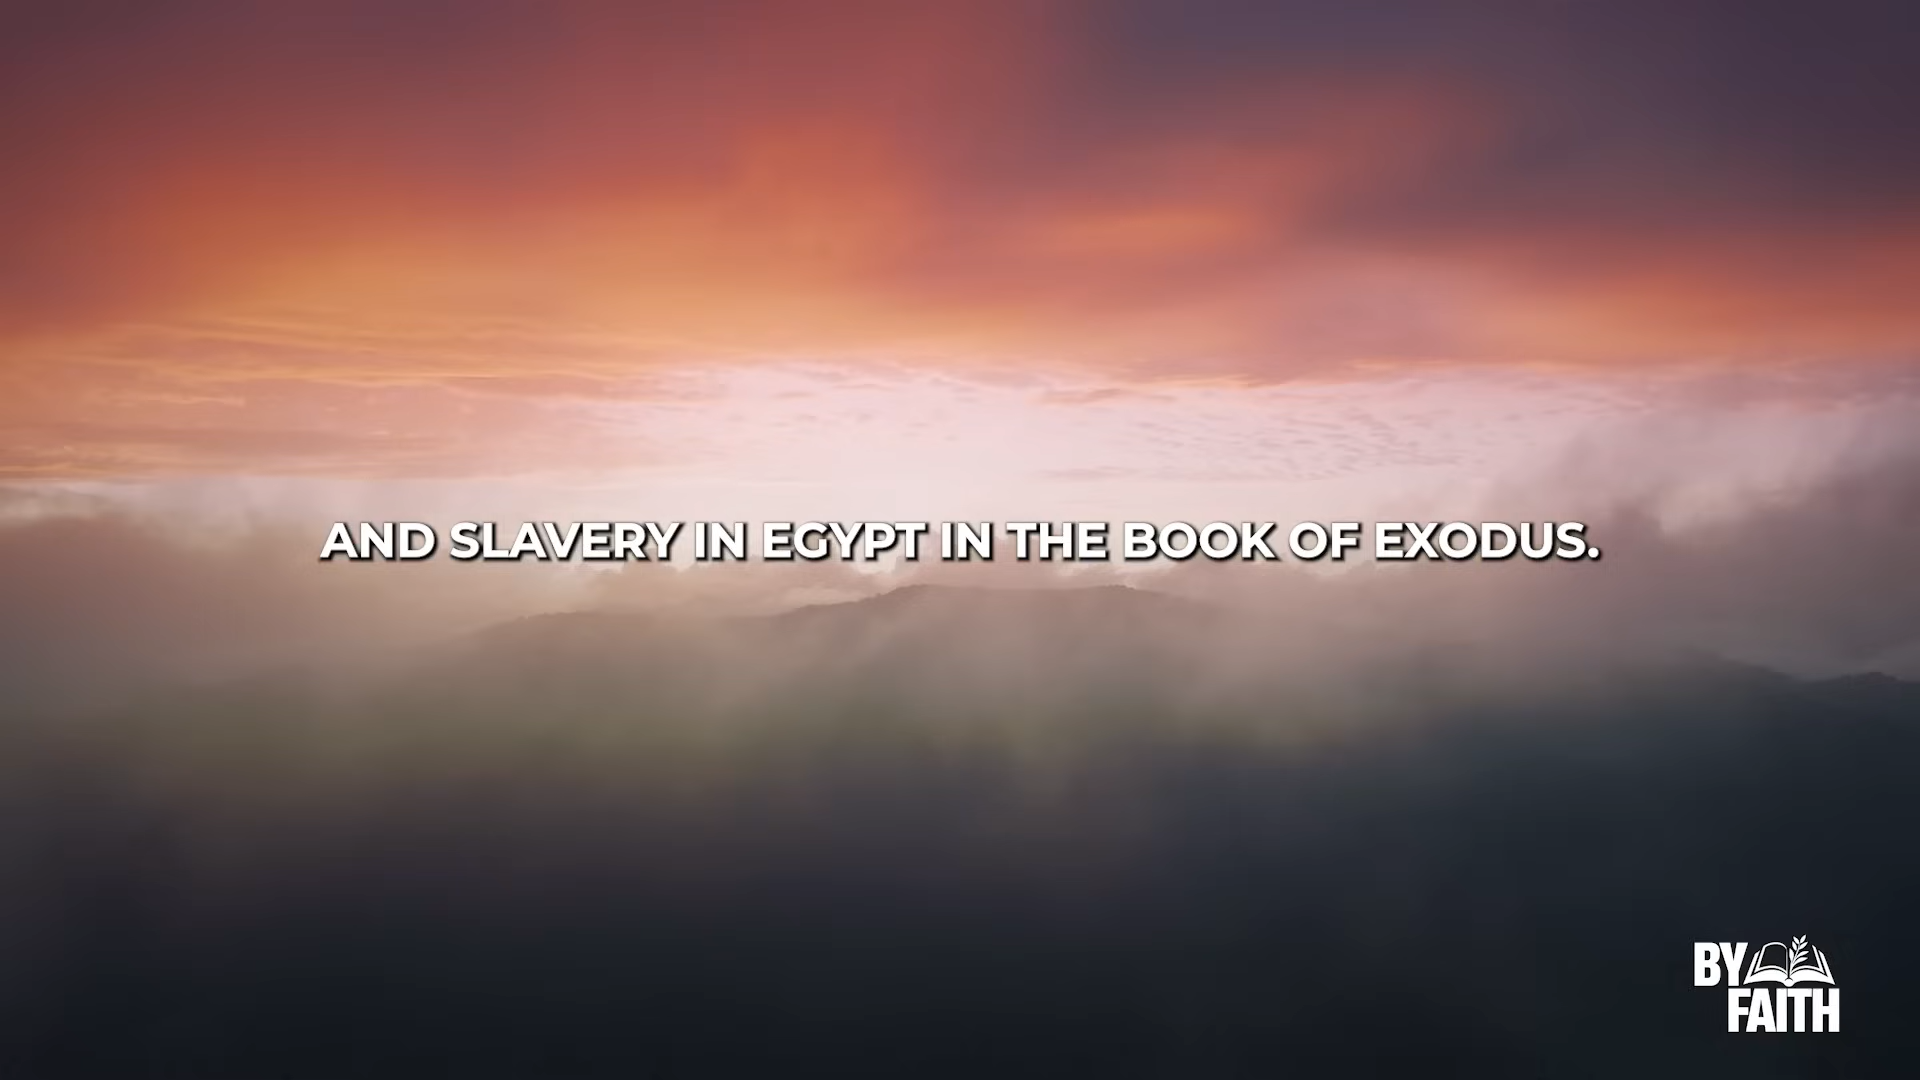 AND SLAVERY IN EGYPT IN THE BOOK OF EXODUS.
BY
FAITH